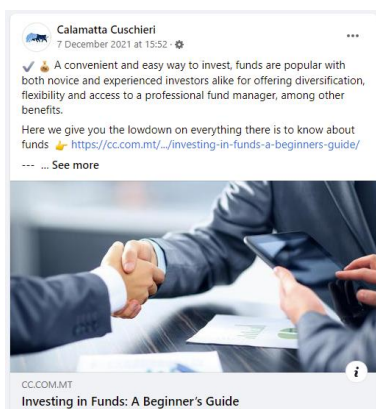 Calamatta Cuschieri
7 December 2021 at 15:52 ·
A convenient and easy way to invest, funds are popular with
both novice and experienced investors alike for offering diversification,
flexibility and access to a professional fund manager, among other
benefits.
Here we give you the lowdown on everything there is to know about
funds 👉 https://cc.com.mt/.../investing-in-funds-a-beginners-guide/
--- ... See more
i
CC.COM.MT
Investing in Funds: A Beginner's Guide